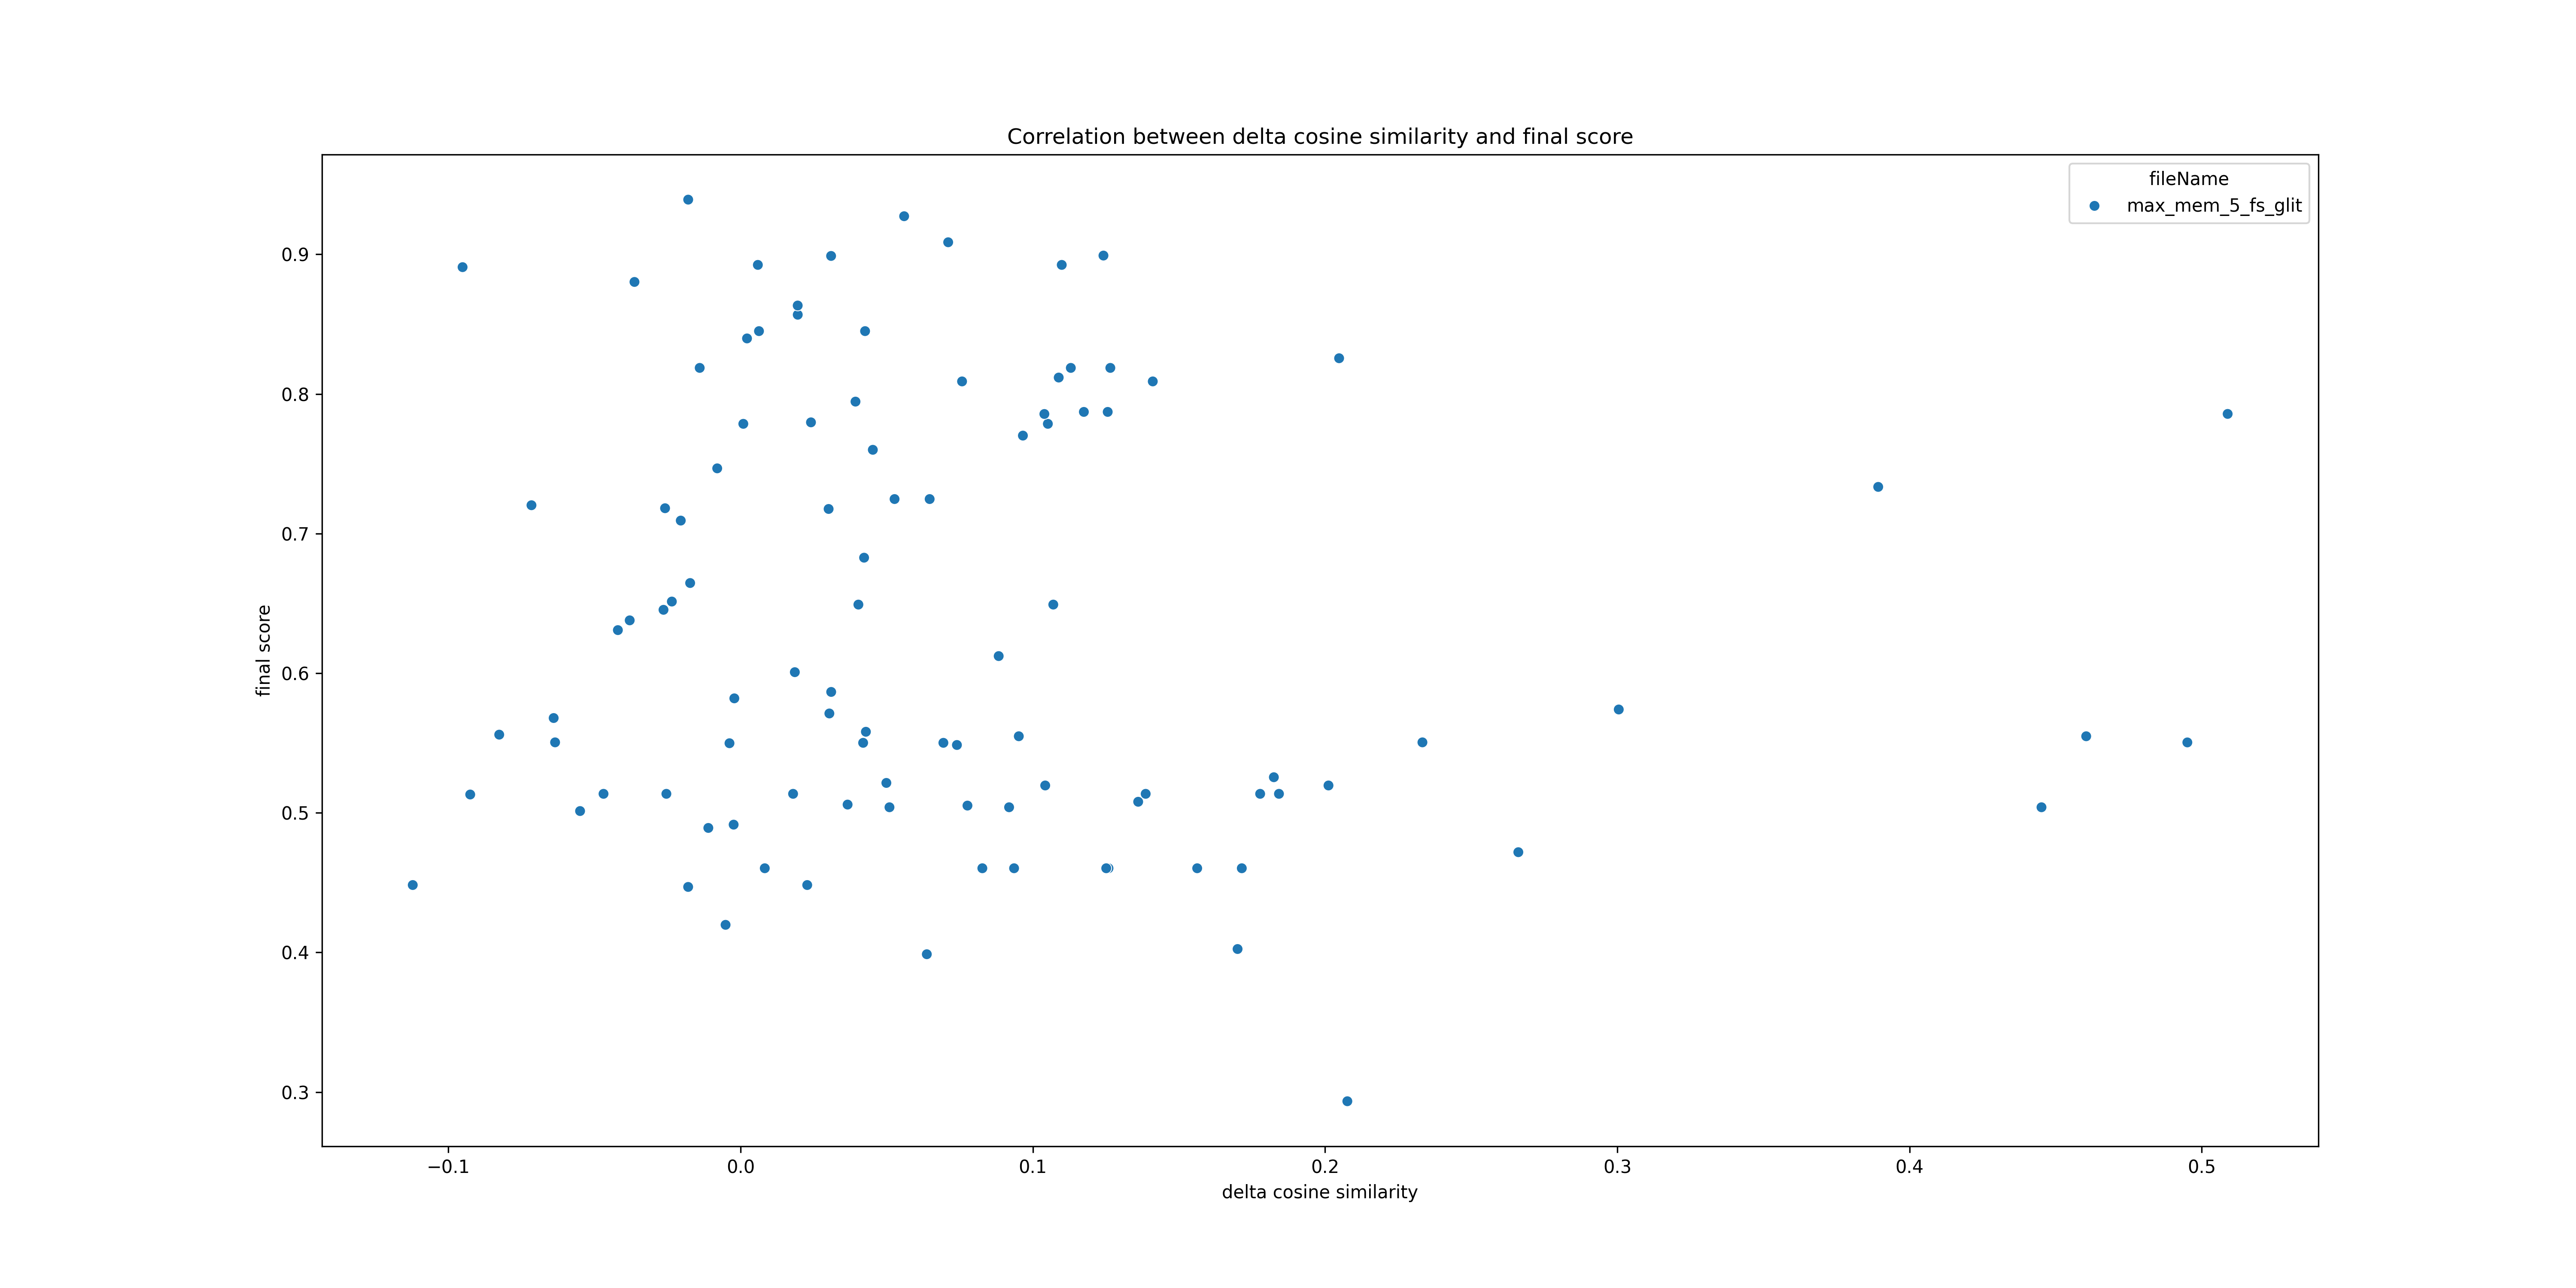 Correlation between delta cosine similarity and final score
fileName
max_mem_5_fs_glit
0.9
0.8
0.7
0.6
0.5
0.4
0.3
final score
−0.1
0.0
0.1
0.2
0.3
0.4
0.5
delta cosine similarity